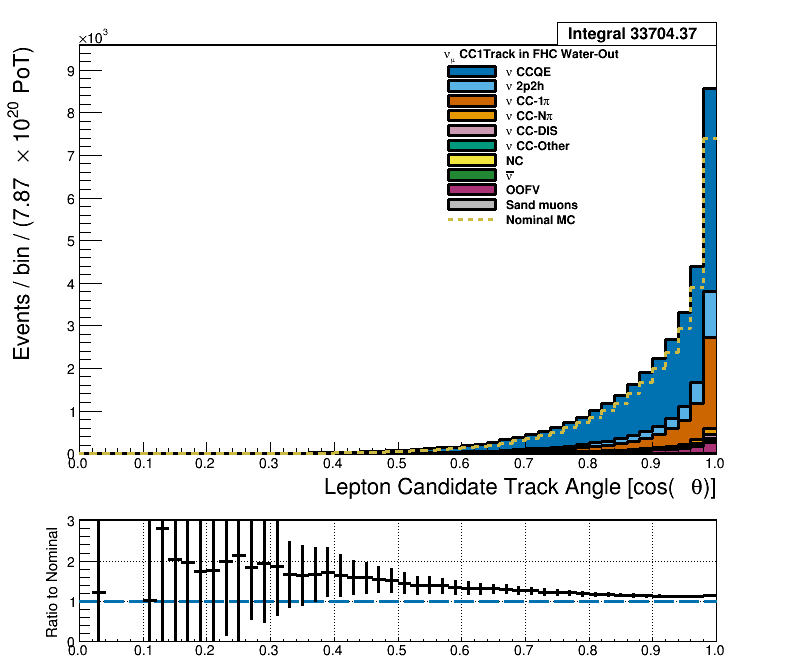 Integral 33704.37
×10³
ν_μ CC1Track in FHC Water-Out
ν CCQE
ν 2p2h
ν CC-1π
ν CC-Nπ
ν CC-DIS
ν CC-Other
NC
ν̅
OOFV
Sand muons
Nominal MC
Events / bin / (7.87 × 10²⁰ PoT)
9
8
7
6
5
4
3
2
1
0
0.0 0.1 0.2 0.3 0.4 0.5 0.6 0.7 0.8 0.9 1.0
Lepton Candidate Track Angle [cos( θ)]
Ratio to Nominal
3
2
1
0
0.0 0.1 0.2 0.3 0.4 0.5 0.6 0.7 0.8 0.9 1.0